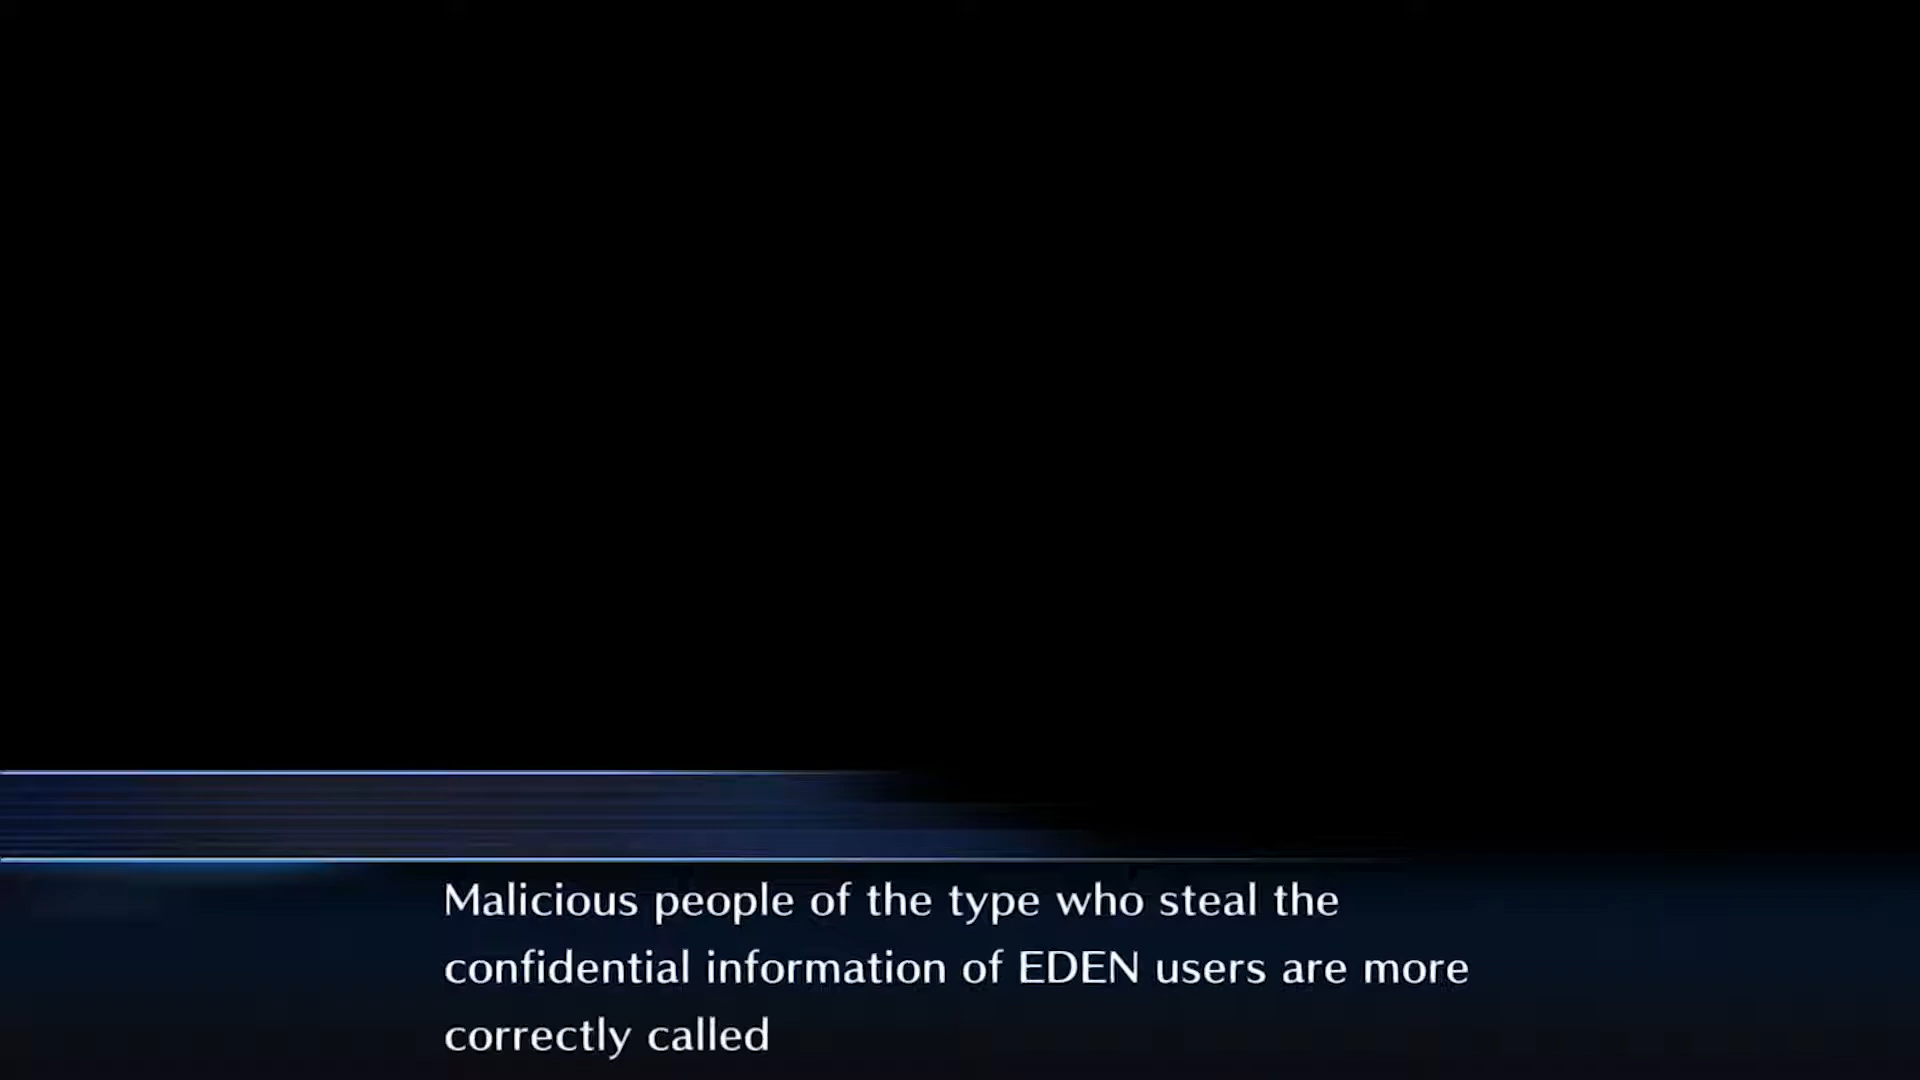 Malicious people of the type who steal the
confidential information of EDEN users are more
correctly called